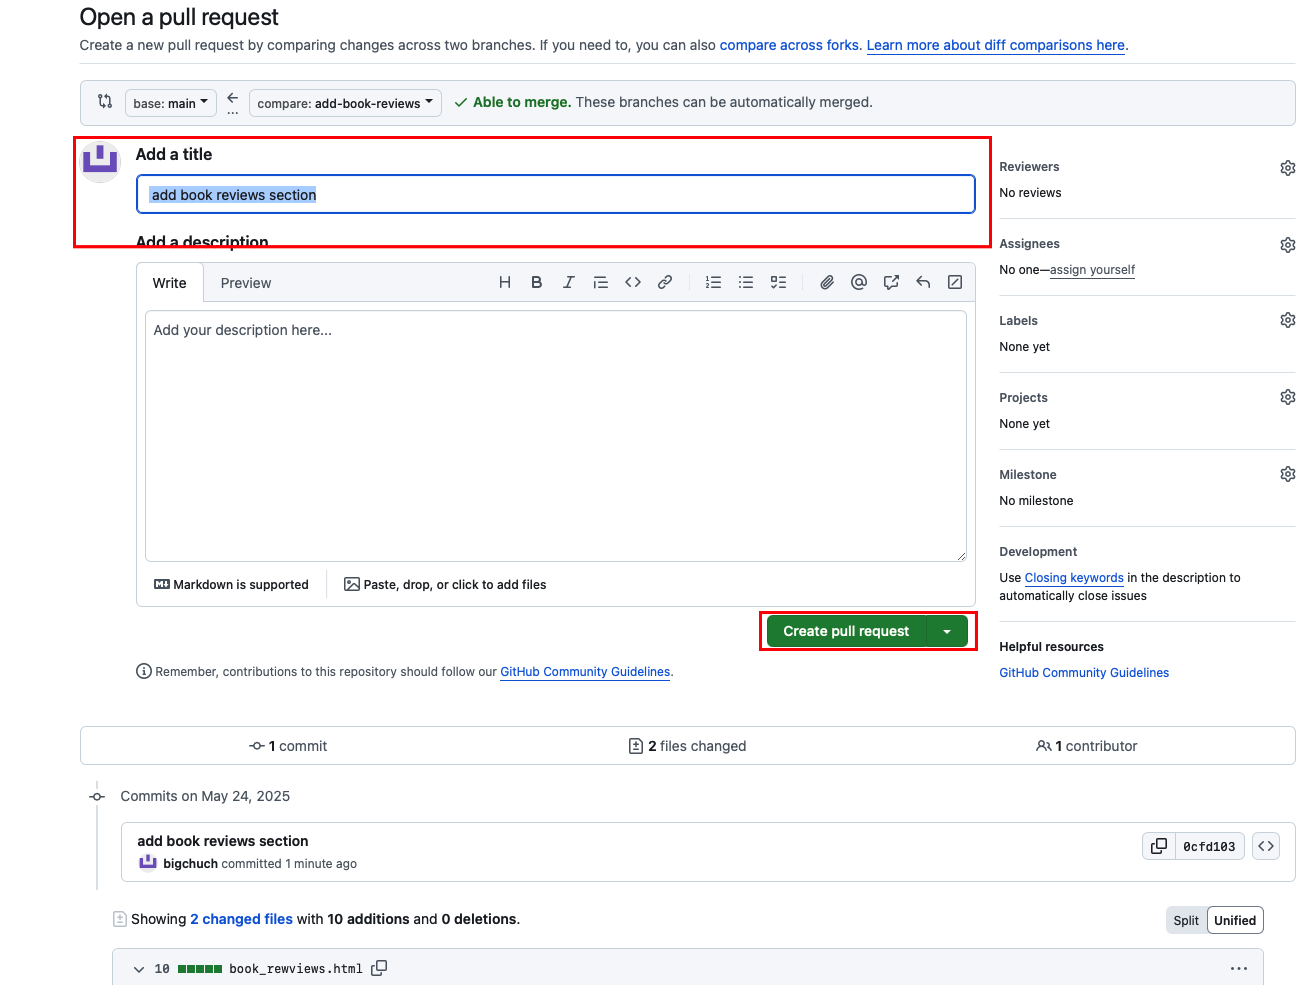 Open a pull request
Create a new pull request by comparing changes across two branches. If you need to, you can also compare across forks. Learn more about diff comparisons here.
base: main ... compare: add-book-reviews Able to merge. These branches can be automatically merged.
Add a title
add book reviews section
Add a description
Write Preview
Add your description here...
Markdown is supported
Paste, drop, or click to add files
Create pull request
Remember, contributions to this repository should follow our GitHub Community Guidelines.
Reviewers
No reviews
Assignees
No one—assign yourself
Labels
None yet
Projects
None yet
Milestone
No milestone
Development
Use Closing keywords in the description to
automatically close issues
Helpful resources
GitHub Community Guidelines
1 commit
2 files changed
1 contributor
Commits on May 24, 2025
add book reviews section
bigchuch committed 1 minute ago
0cfd103
Showing 2 changed files with 10 additions and 0 deletions.
Split Unified
10 book_rewviews.html